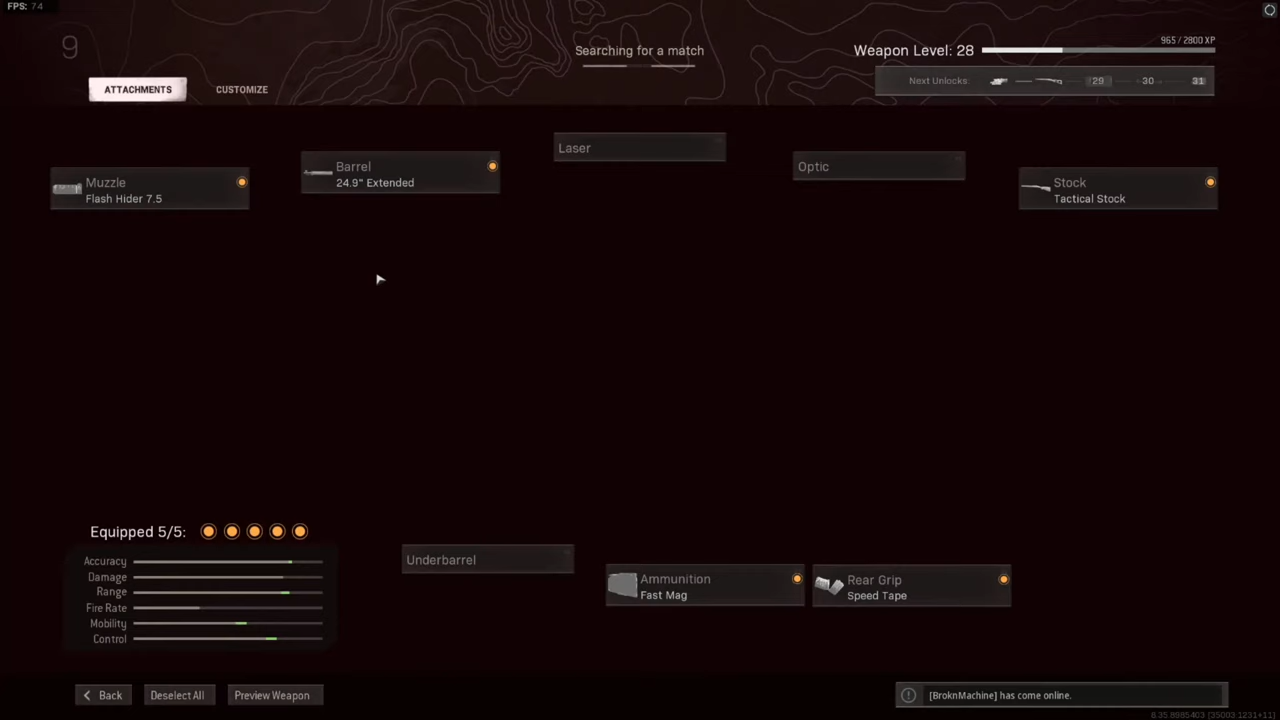 FPS: 74
9
Searching for a match
Weapon Level: 28
965 / 2800 XP
Next Unlocks:
29
30
31
ATTACHMENTS
CUSTOMIZE
Laser
Barrel
24.9" Extended
Optic
Muzzle
Flash Hider 7.5
Stock
Tactical Stock
Equipped 5/5:
Accuracy
Damage
Range
Fire Rate
Mobility
Control
Underbarrel
Ammunition
Fast Mag
Rear Grip
Speed Tape
Back
Deselect All
Preview Weapon
[BroknMachine] has come online.